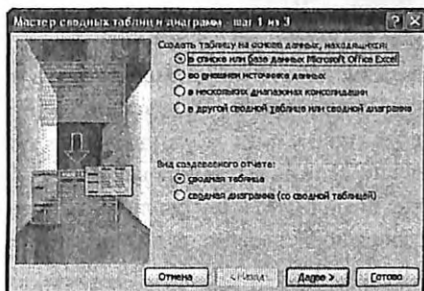 Мастер сводных таблиц и диаграмм - шаг 1 из 3
Создать таблицу на основе данных, находящихся:
в списке или базе данных Microsoft Office Excel
во внешнем источнике данных
в нескольких диапазонах консолидации
в другой сводной таблице или сводной диаграмме
Вид создаваемого отчета:
сводная таблица
сводная диаграмма (со сводной таблицей)
Отмена
< Назад
Далее >
Готово